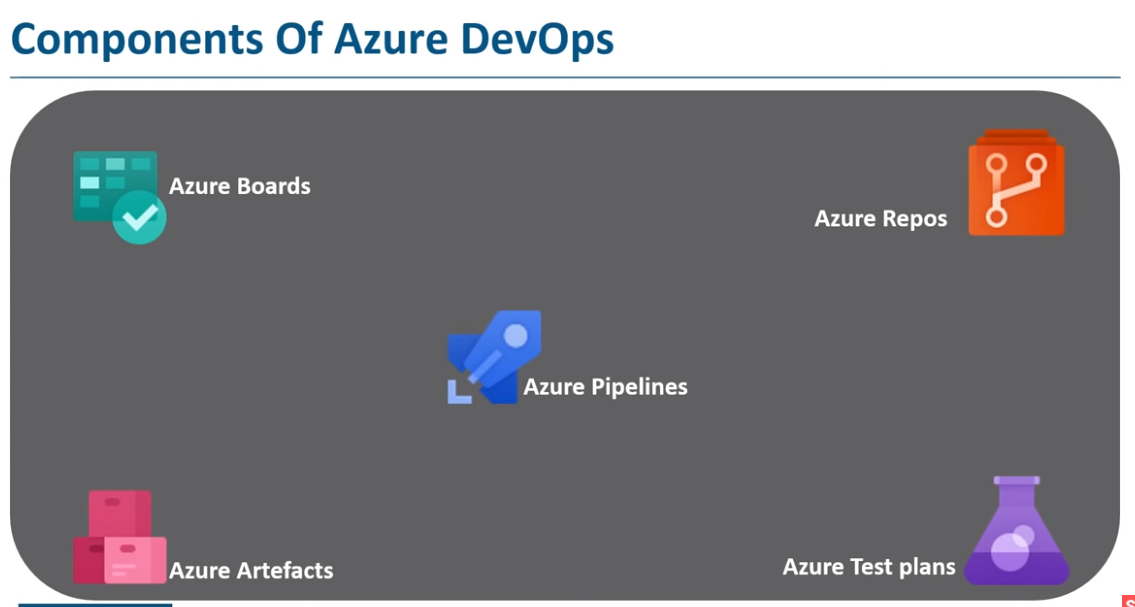 Components Of Azure DevOps
Azure Boards
Azure Repos
Azure Pipelines
Azure Artefacts
Azure Test plans